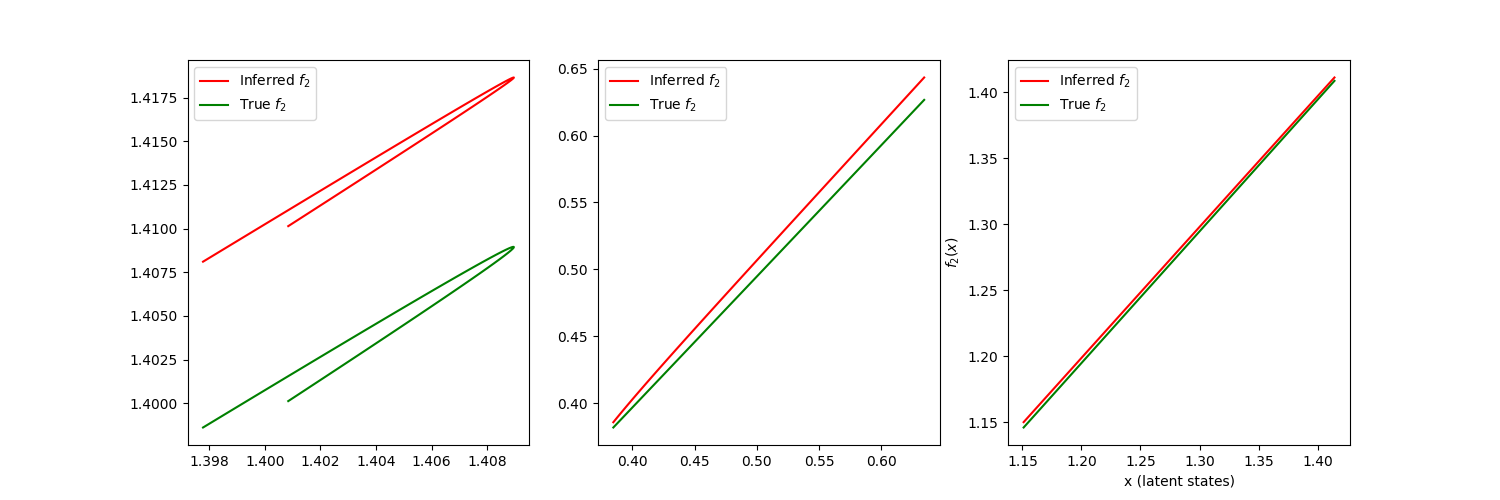 Inferred f₂
True f₂
1.4175
1.4150
1.4125
1.4100
1.4075
1.4050
1.4025
1.4000
1.398 1.400 1.402 1.404 1.406 1.408
Inferred f₂
True f₂
0.65
0.60
0.55
0.50
0.45
0.40
0.40 0.45 0.50 0.55 0.60
Inferred f₂
True f₂
f₂(x)
1.40
1.35
1.30
1.25
1.20
1.15
1.15 1.20 1.25 1.30 1.35 1.40
x (latent states)